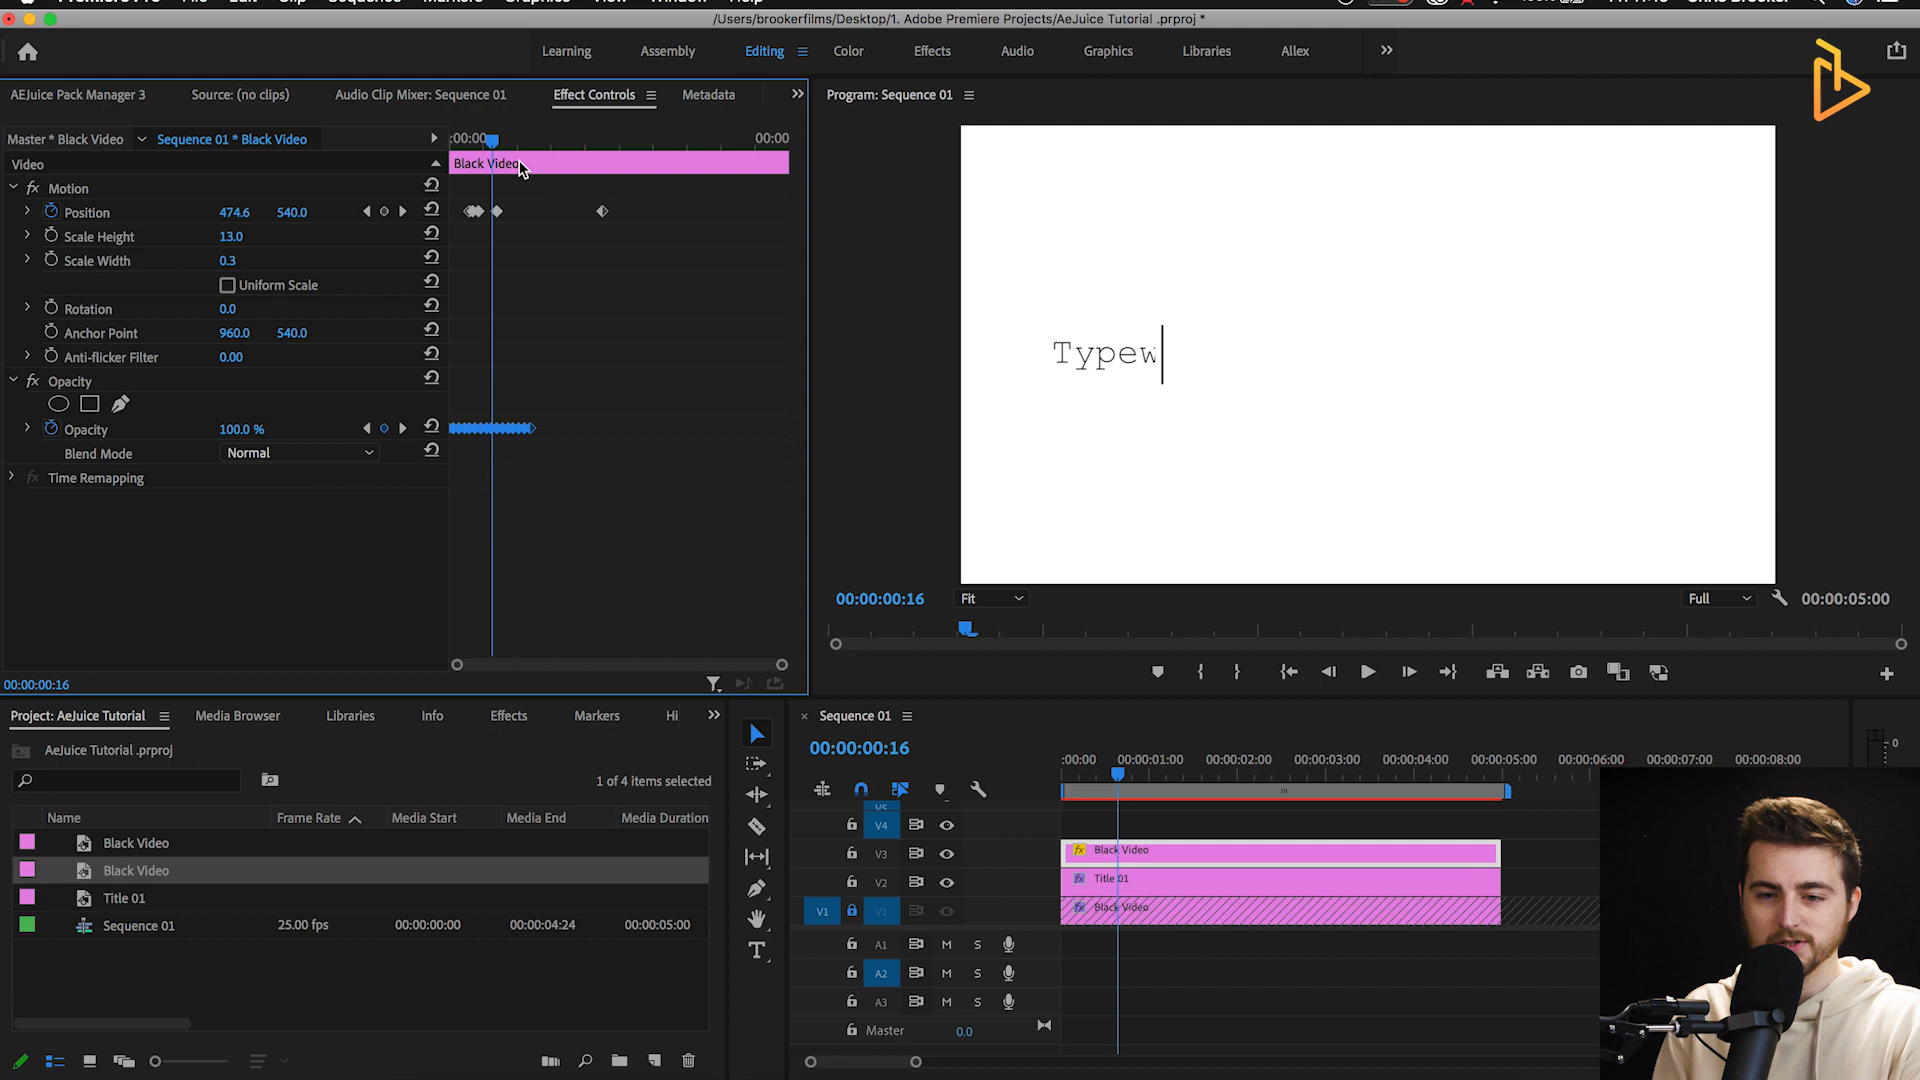 /Users/brookerfilms/Desktop/1. Adobe Premiere Projects/AeJuice Tutorial .prproj *
Learning Assembly Editing Color Effects Audio Graphics Libraries Allex
AEJuice Pack Manager 3 Source: (no clips) Audio Clip Mixer: Sequence 01 Effect Controls Metadata
Program: Sequence 01
Master * Black Video Sequence 01 * Black Video
:00:00 00:00
Video
Black Video
Motion
Position 474.6 540.0
Scale Height 13.0
Scale Width 0.3
Uniform Scale
Rotation 0.0
Anchor Point 960.0 540.0
Anti-flicker Filter 0.00
Opacity
Opacity 100.0 %
Blend Mode Normal
Time Remapping
Typew
00:00:00:16 Fit Full 00:00:05:00
00:00:00:16
Project: AeJuice Tutorial Media Browser Libraries Info Effects Markers Hi
AeJuice Tutorial .prproj
1 of 4 items selected
Name Frame Rate Media Start Media End Media Duration
Black Video
Black Video
Title 01
Sequence 01 25.00 fps 00:00:00:00 00:00:04:24 00:00:05:00
Sequence 01
00:00:00:16
:00:00 00:00:01:00 00:00:02:00 00:00:03:00 00:00:04:00 00:00:05:00 00:00:06:00 00:00:07:00 00:00:08:00
V4
V3 Black Video
V2 Title 01
V1 V1 Black Video
A1 M S
A2 M S
A3 M S
Master 0.0
0